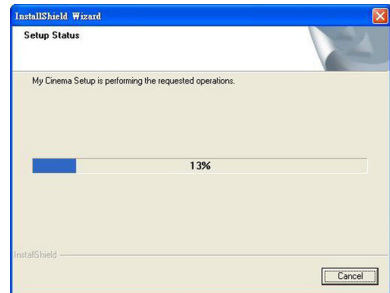 InstallShield Wizard
Setup Status
My Cinema Setup is performing the requested operations.
13%
InstallShield
Cancel